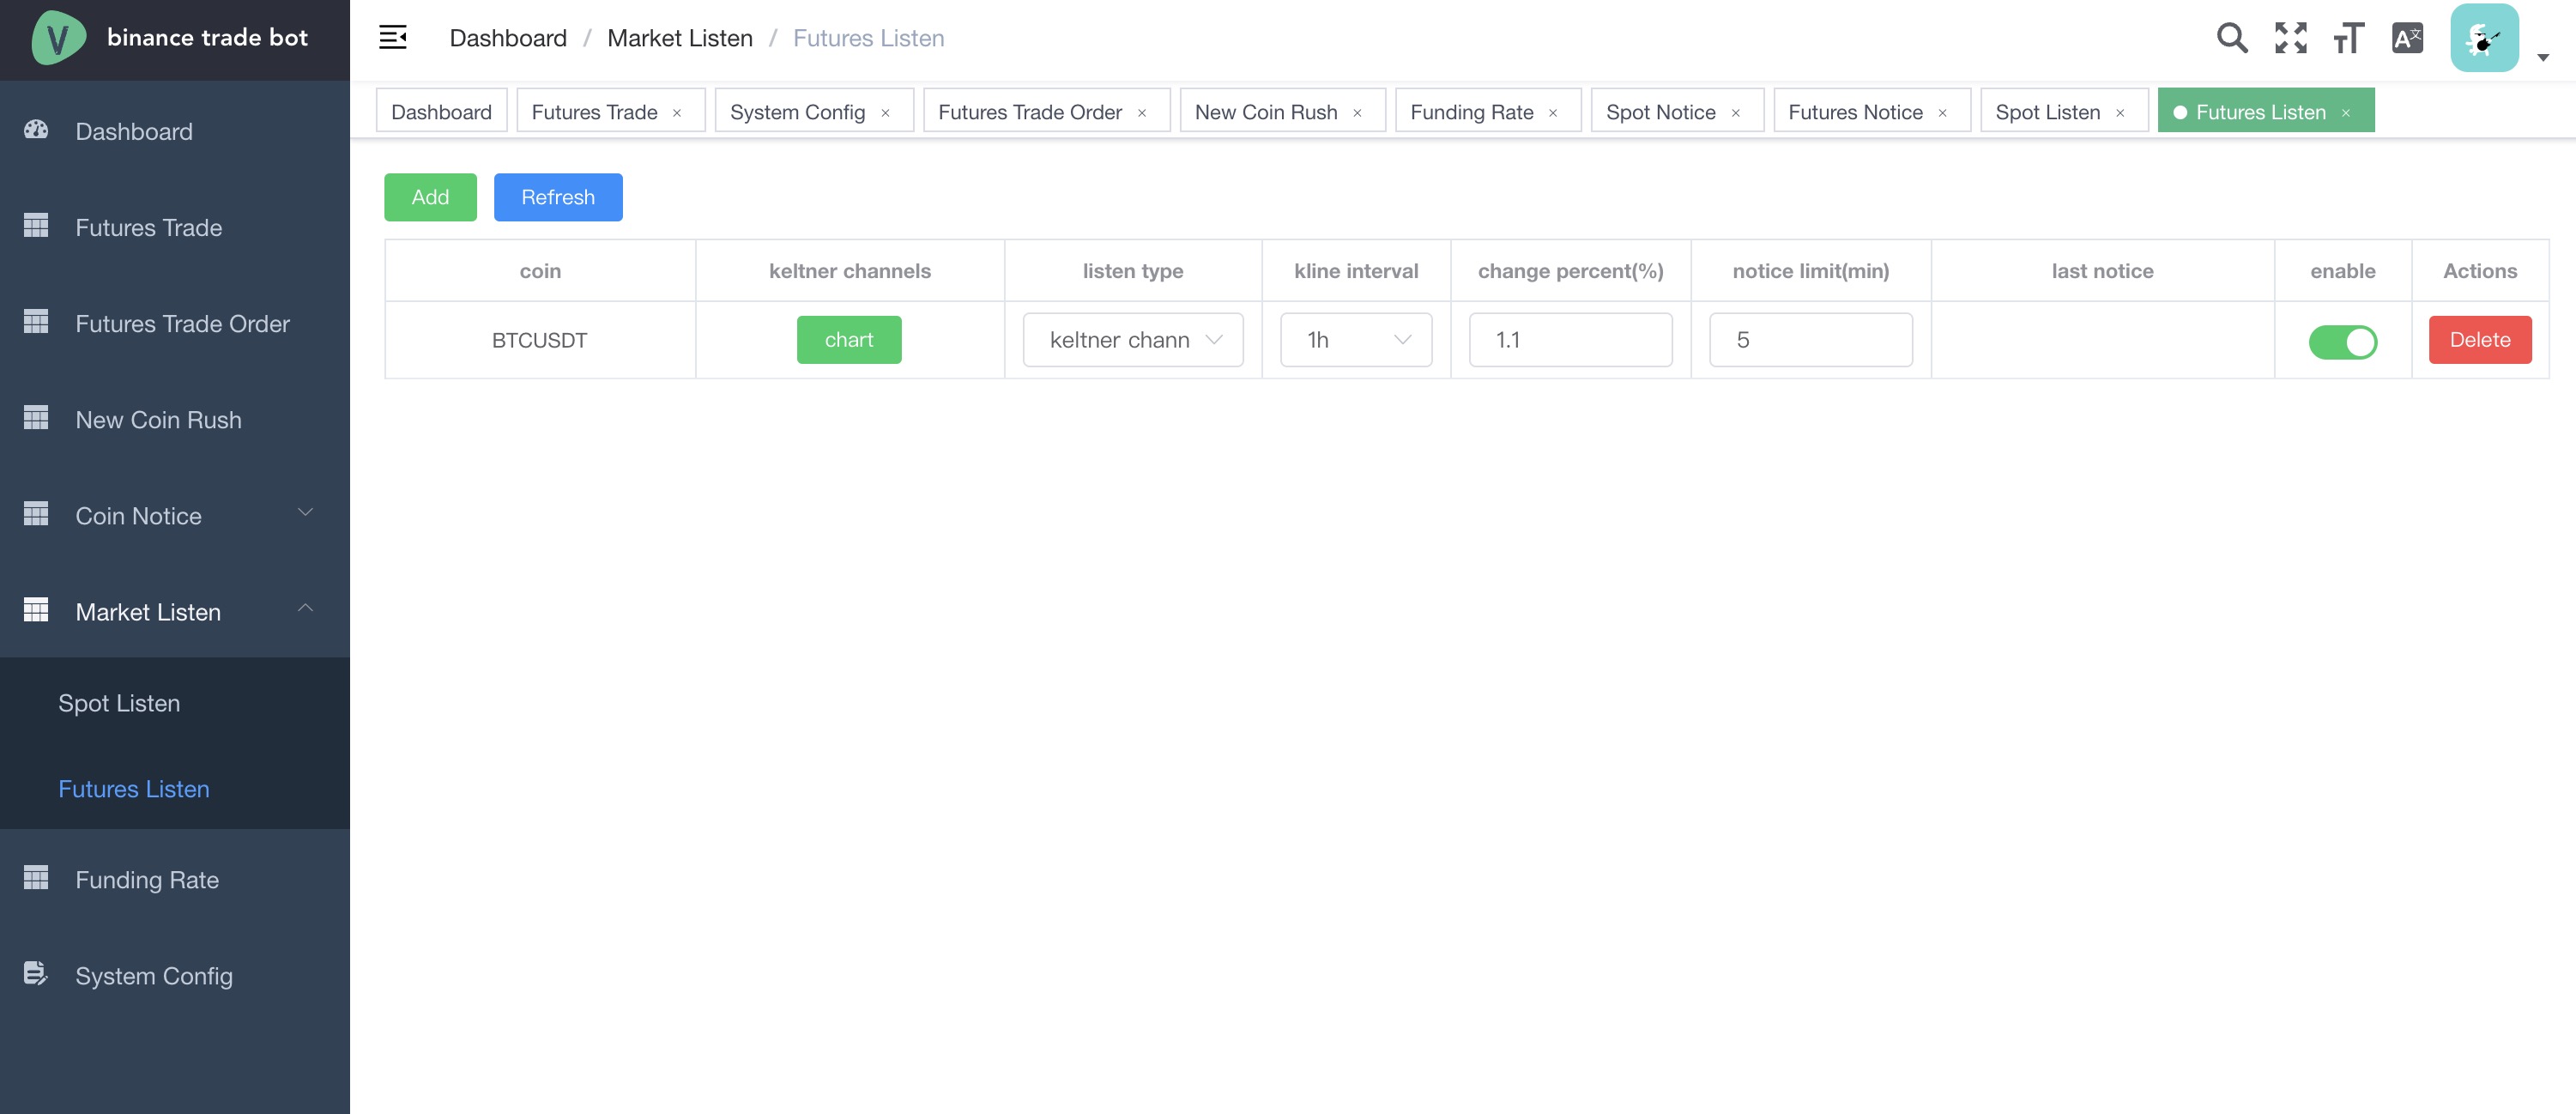 binance trade bot
Dashboard / Market Listen / Futures Listen
Dashboard Futures Trade × System Config × Futures Trade Order × New Coin Rush × Funding Rate × Spot Notice × Futures Notice × Spot Listen × Futures Listen ×
Dashboard
Futures Trade
Futures Trade Order
New Coin Rush
Coin Notice
Market Listen
Spot Listen
Futures Listen
Funding Rate
System Config
Add Refresh
coin keltner channels listen type kline interval change percent(%) notice limit(min) last notice enable Actions
BTCUSDT chart keltner chann 1h 1.1 5 Delete